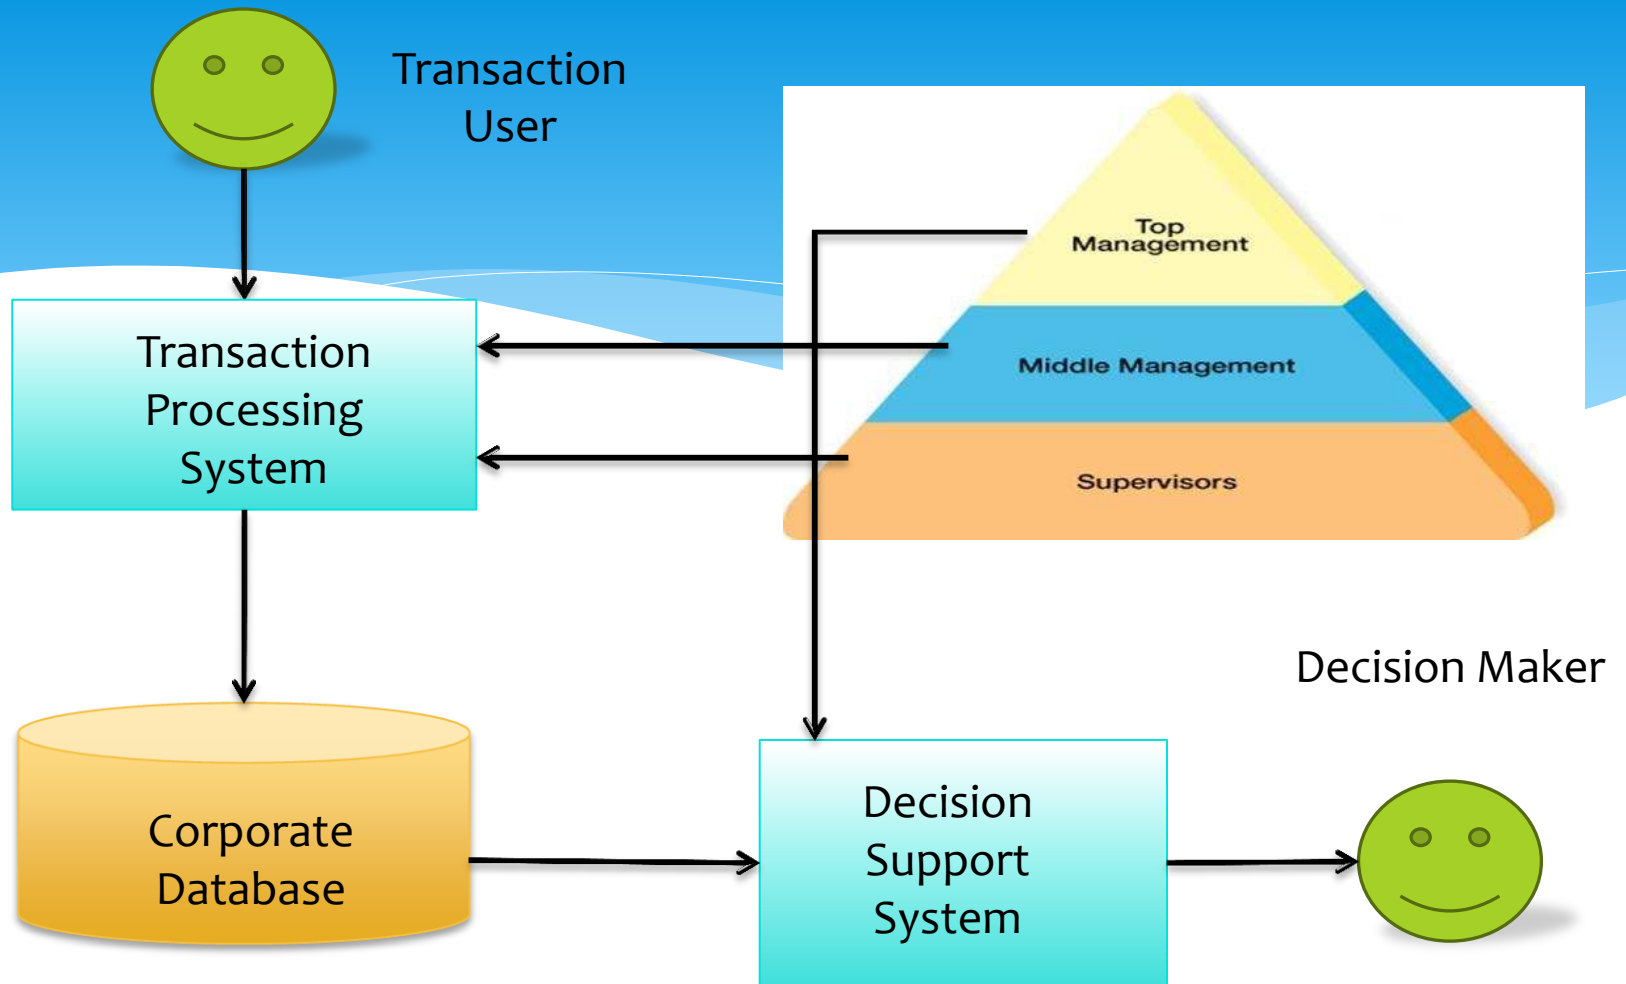 Transaction
User
Top
Management
Middle Management
Supervisors
Transaction
Processing
System
Decision Maker
Corporate
Database
Decision
Support
System